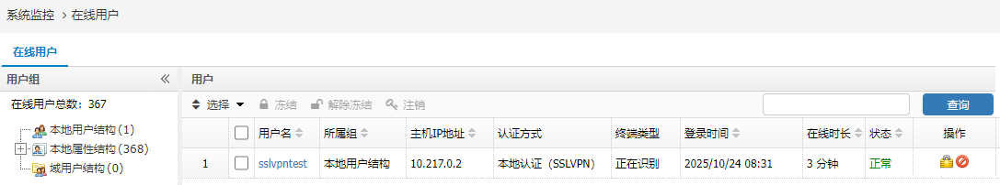 系统监控 > 在线用户
在线用户
用户组 «
在线用户总数：367
本地用户结构(1)
本地属性结构(368)
域用户结构(0)
用户
选择 冻结 解除冻结 注销 查询
用户名 所属组 主机IP地址 认证方式 终端类型 登录时间 在线时长 状态 操作
1 sslvpntest 本地用户结构 10.217.0.2 本地认证（SSLVPN） 正在识别 2025/10/24 08:31 3 分钟 正常